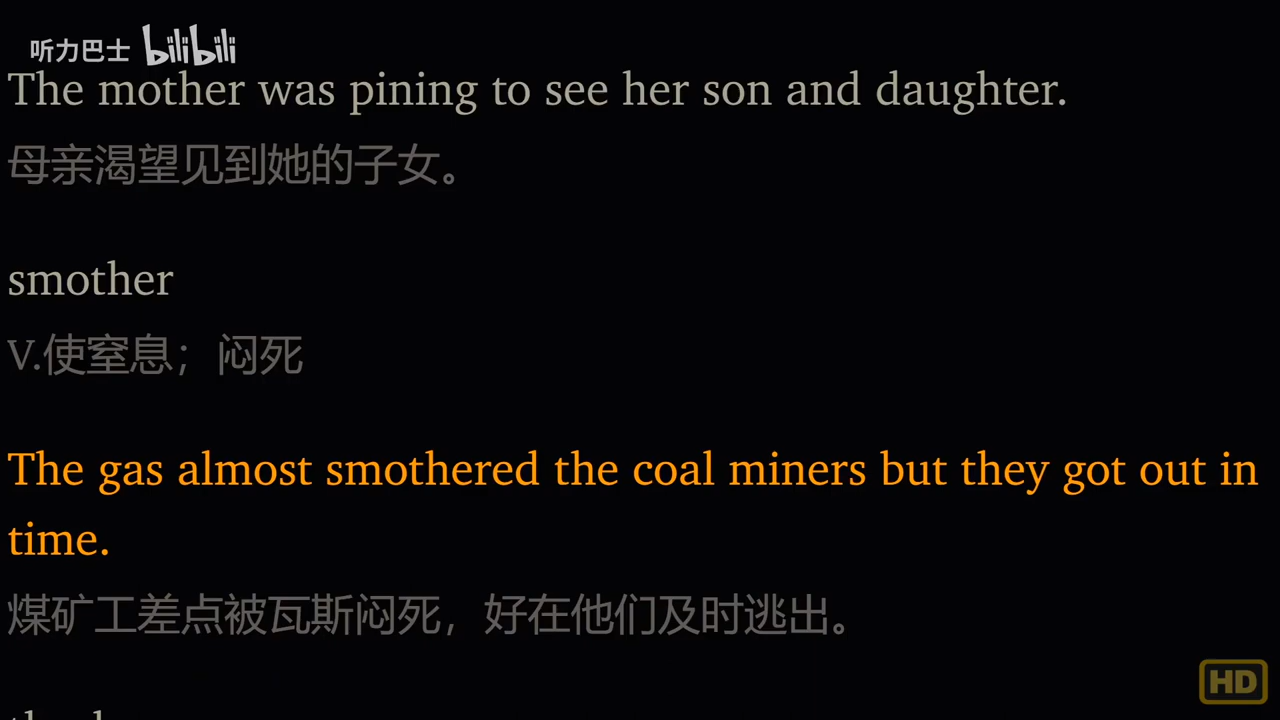 听力巴士 bilibili
The mother was pining to see her son and daughter.
母亲渴望见到她的子女。
smother
V.使窒息；闷死
The gas almost smothered the coal miners but they got out in
time.
煤矿工差点被瓦斯闷死，好在他们及时逃出。
HD